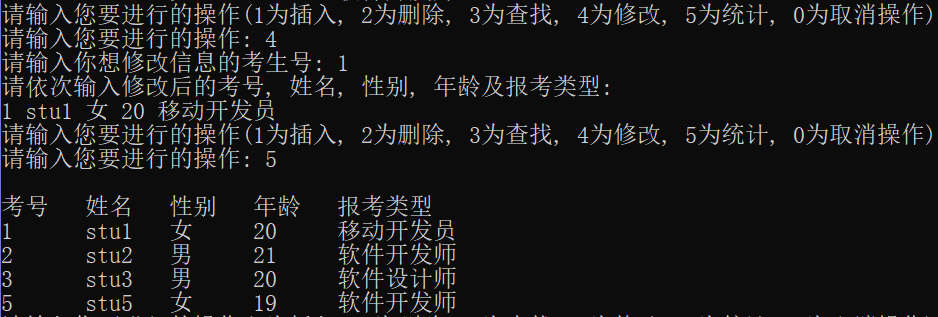 请输入您要进行的操作(1为插入, 2为删除, 3为查找, 4为修改, 5为统计, 0为取消操作)
请输入您要进行的操作: 4
请输入你想修改信息的考生号: 1
请依次输入修改后的考号, 姓名, 性别, 年龄及报考类型:
1 stu1 女 20 移动开发员
请输入您要进行的操作(1为插入, 2为删除, 3为查找, 4为修改, 5为统计, 0为取消操作)
请输入您要进行的操作: 5
考号 姓名 性别 年龄 报考类型
1 stu1 女 20 移动开发员
2 stu2 男 21 软件开发师
3 stu3 男 20 软件设计师
5 stu5 女 19 软件开发师